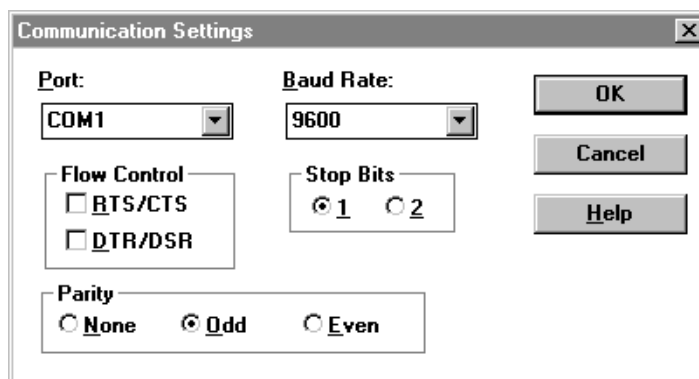 Communication Settings
Port:
COM1
Baud Rate:
9600
OK
Cancel
Help
Flow Control
RTS/CTS
DTR/DSR
Stop Bits
1 2
Parity
None Odd Even